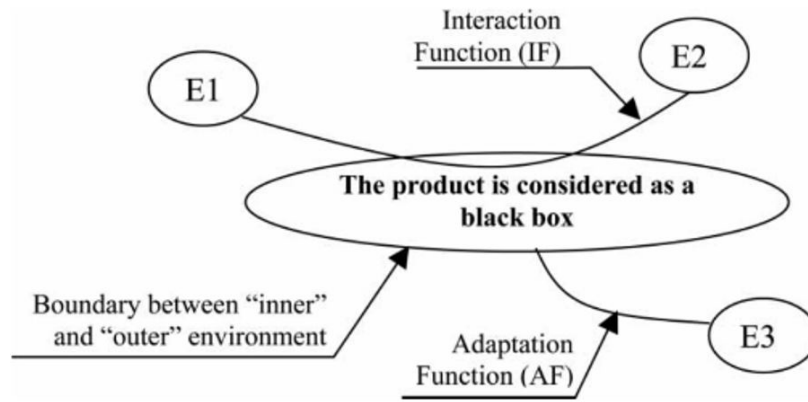 Interaction
Function (IF)
E2
E1
The product is considered as a
black box
Boundary between “inner”
and “outer” environment
E3
Adaptation
Function (AF)